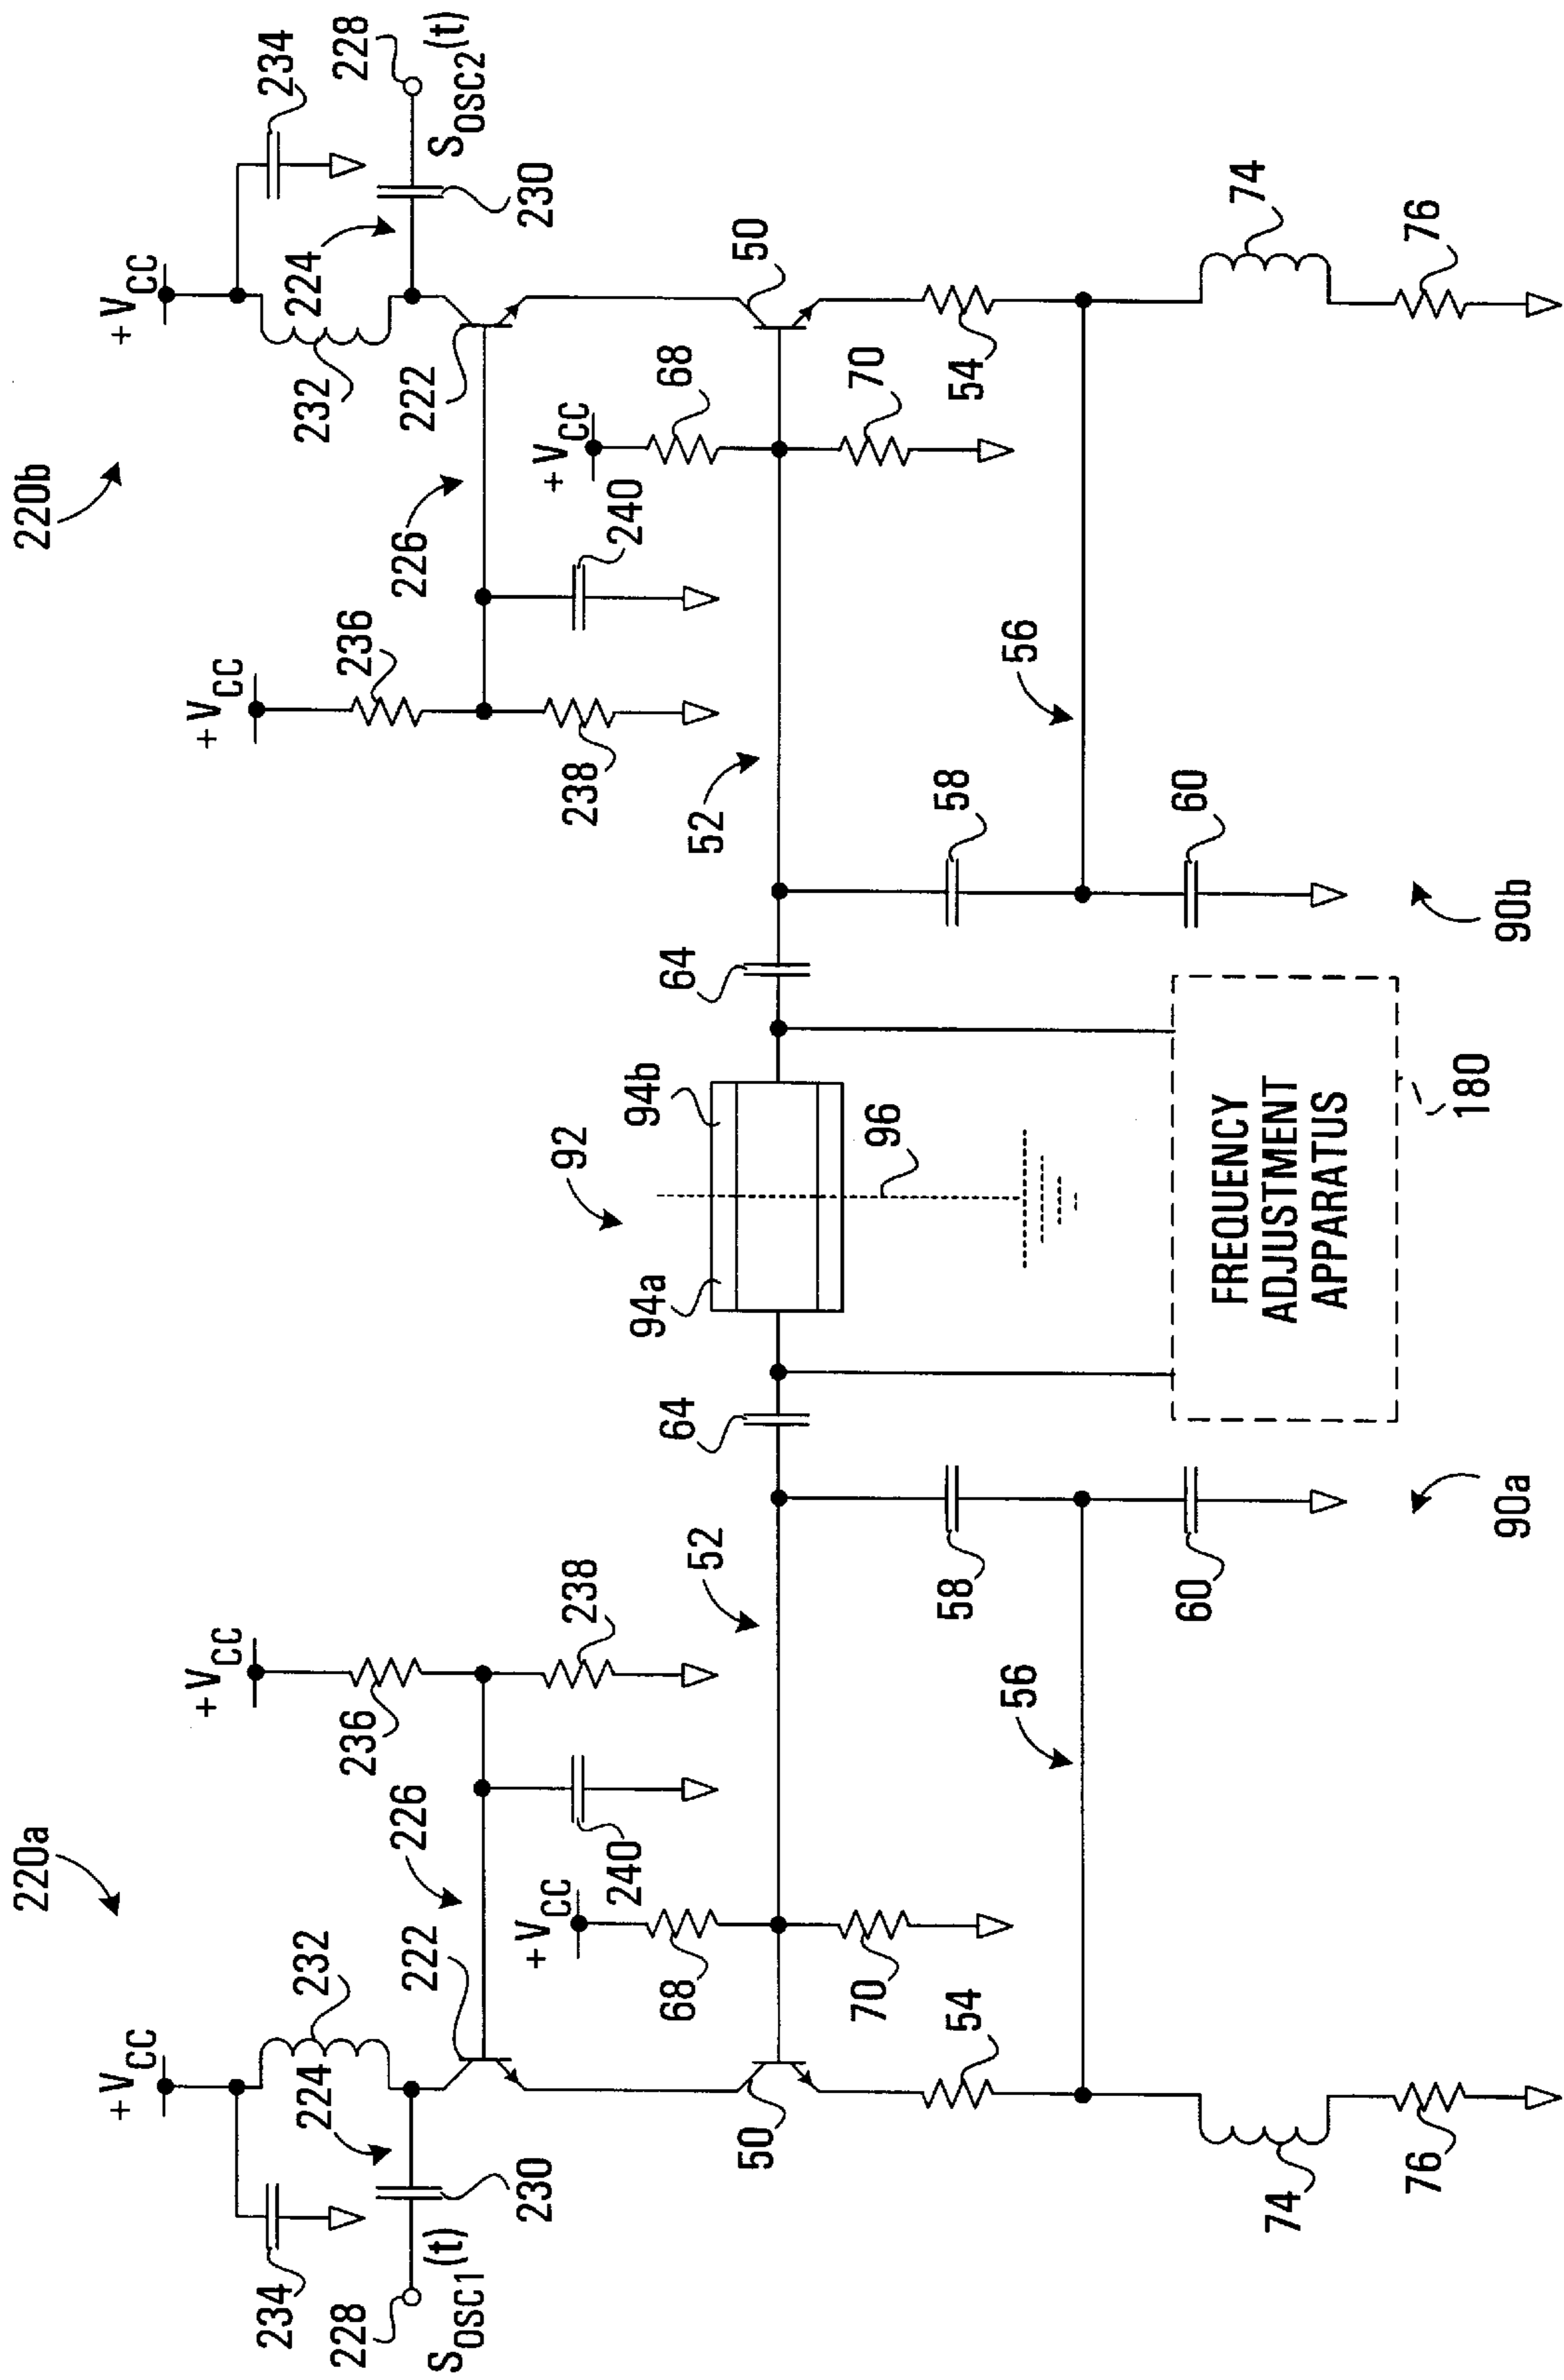 220a
220b
+VCC
+VCC
234
232
232
234
224
224
+VCC
+VCC
228
228
SOSC1(t)
SOSC2(t)
230
222
236
236
222
230
226
226
+VCC
240
238
238
240
+VCC
92
68
52
64
94a
94b
64
52
68
50
50
70
70
96
54
58
58
54
56
56
60
60
74
FREQUENCY
ADJUSTMENT
APPARATUS
74
76
180
76
90a
90b